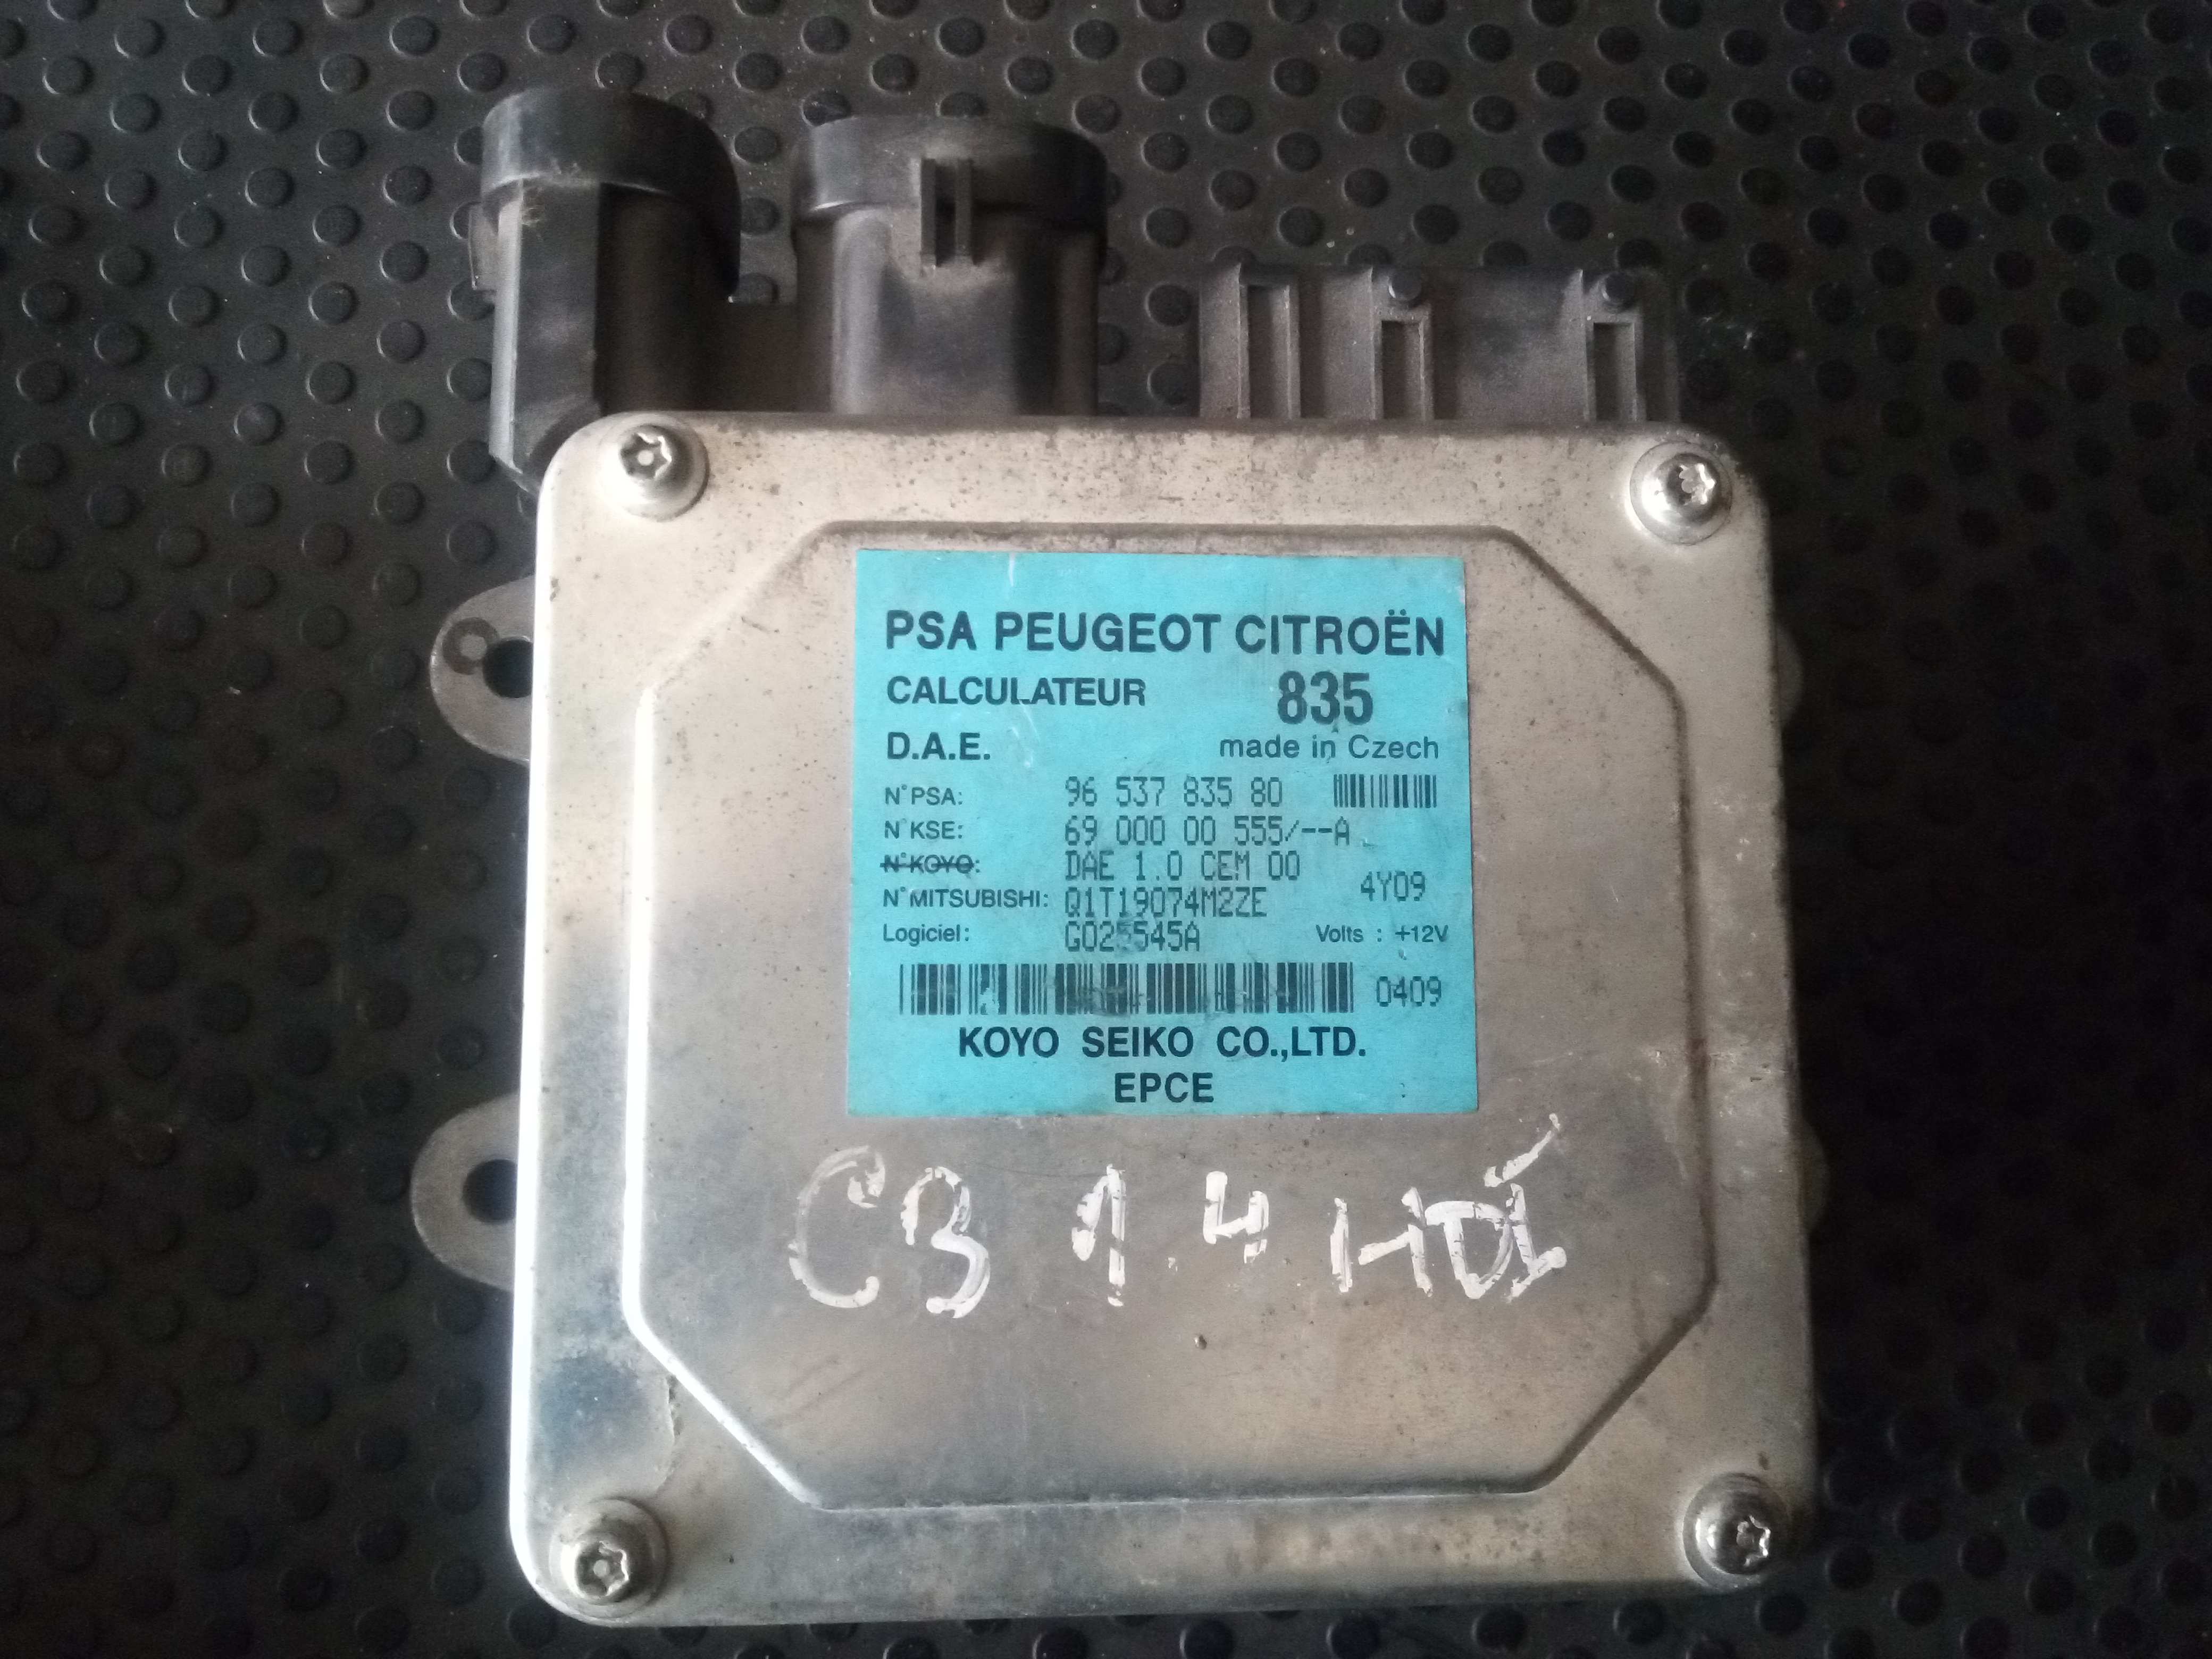 PSA PEUGEOT CITROËN
CALCULATEUR 835
D.A.E. made in Czech
N°PSA: 96 537 835 80
N°KSE: 69 000 00 555/--A
N°KOYO: DAE 1.0 CEM 00
4Y09
N°MITSUBISHI: Q1T19074M2ZE
Logiciel: G025545A Volts : +12V
0409
KOYO SEIKO CO.,LTD.
EPCE
C3 1.4 HDI